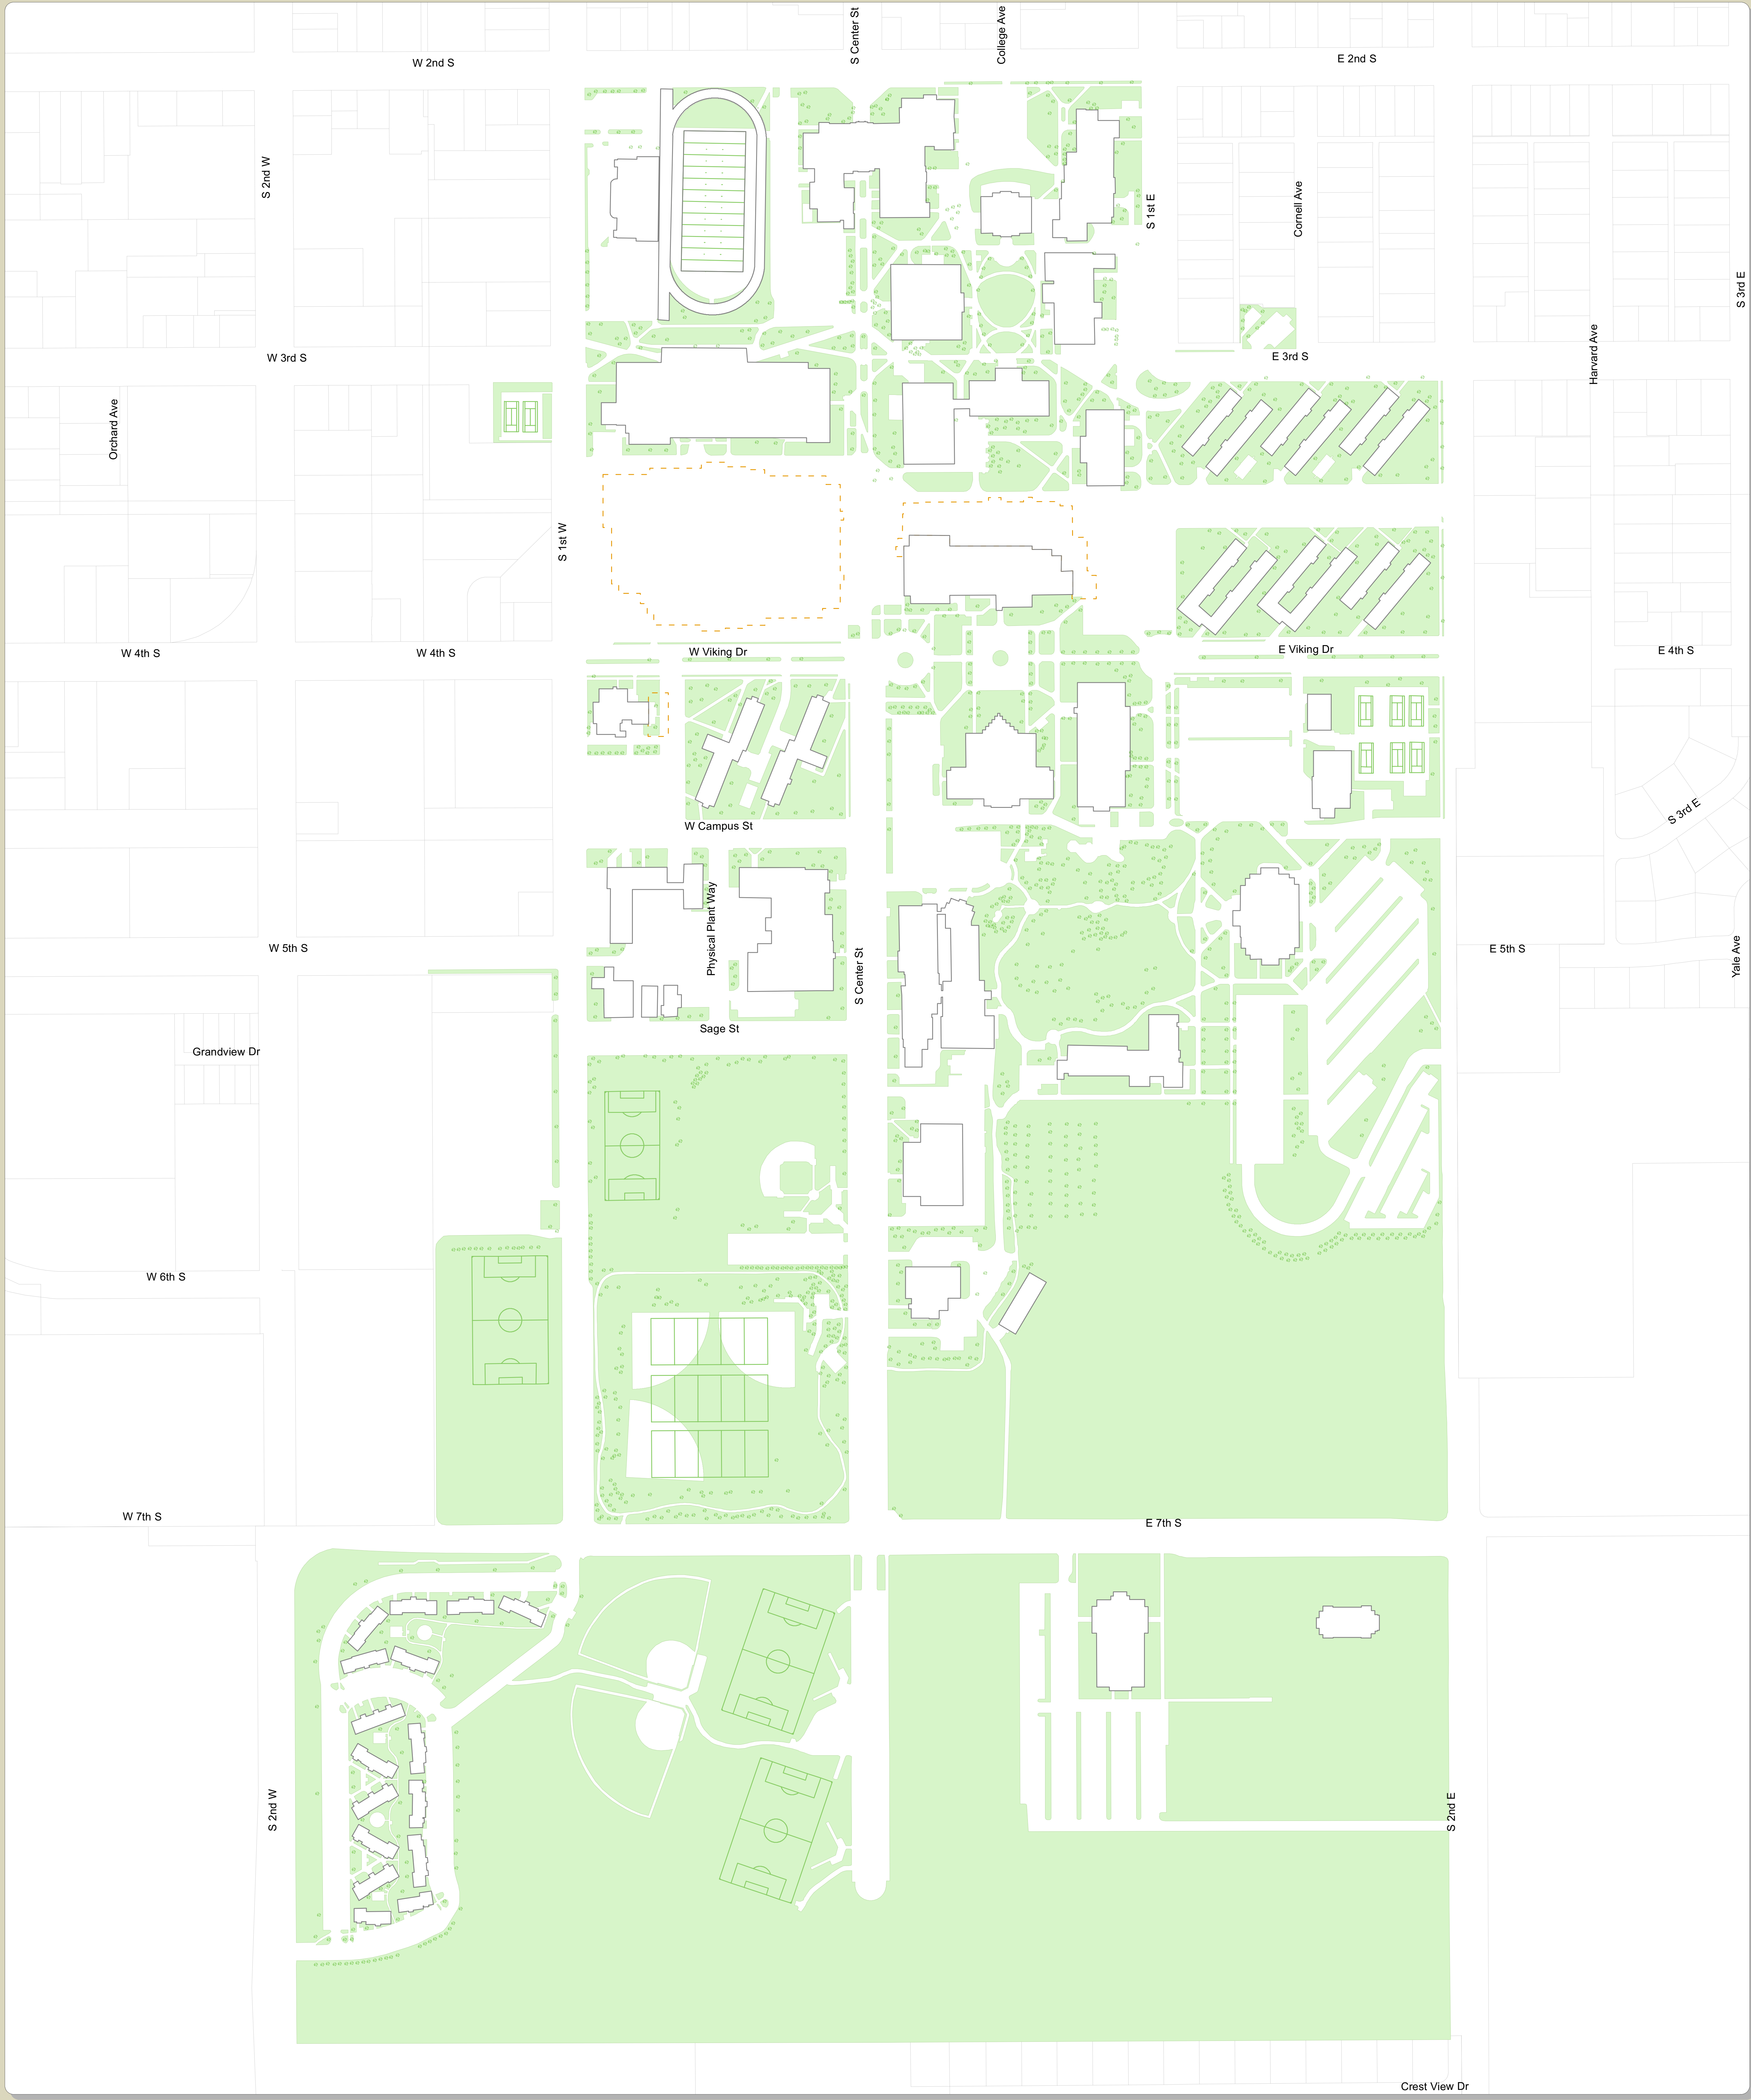 S Center St
College Ave
W 2nd S
E 2nd S
S 2nd W
Cornell Ave
S 1st E
S 3rd E
W 3rd S
E 3rd S
Harvard Ave
Orchard Ave
S 1st W
W 4th S
W 4th S
W Viking Dr
E Viking Dr
E 4th S
S 3rd E
W Campus St
Physical Plant Way
W 5th S
E 5th S
Yale Ave
S Center St
Sage St
Grandview Dr
W 6th S
W 7th S
E 7th S
S 2nd W
S 2nd E
Crest View Dr